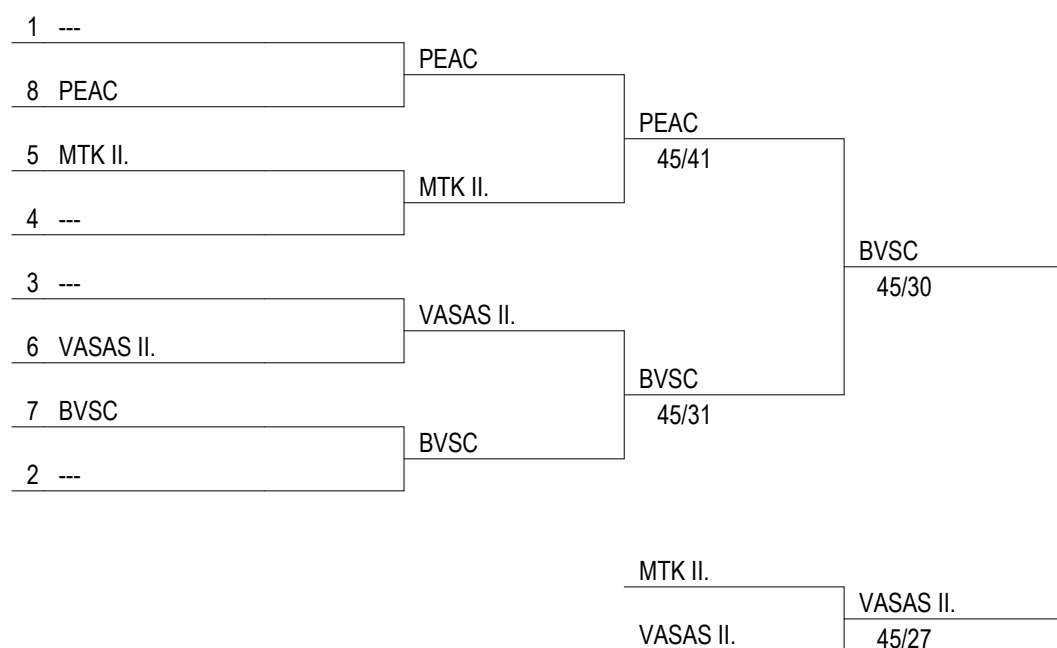 1 ---
PEAC
8 PEAC
PEAC
45/41
5 MTK II.
MTK II.
4 ---
BVSC
45/30
3 ---
VASAS II.
6 VASAS II.
BVSC
45/31
7 BVSC
BVSC
2 ---
MTK II.
VASAS II.
VASAS II.
45/27